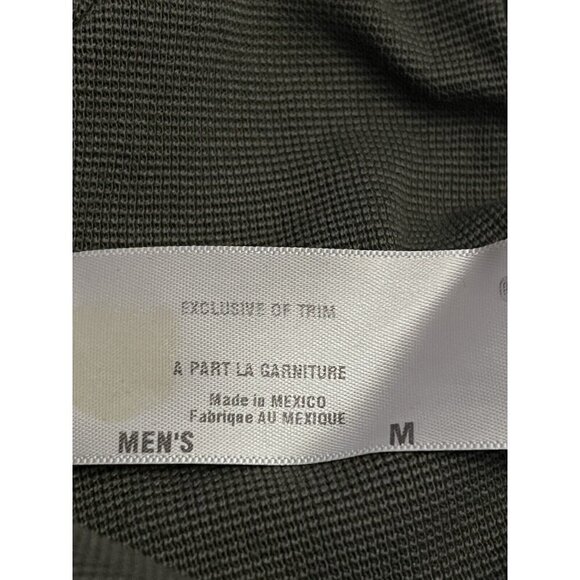 EXCLUSIVE OF TRIM
A PART LA GARNITURE
Made in MEXICO
Fabrique AU MEXIQUE
MEN'S M